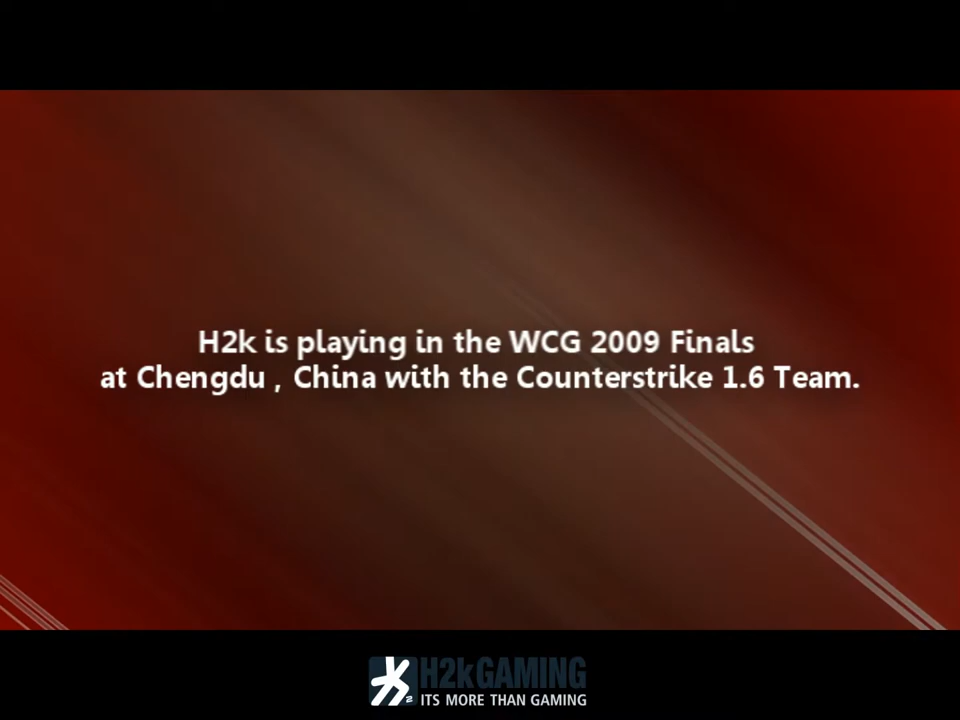 H2k is playing in the WCG 2009 Finals
at Chengdu , China with the Counterstrike 1.6 Team.
H2kGAMING
ITS MORE THAN GAMING